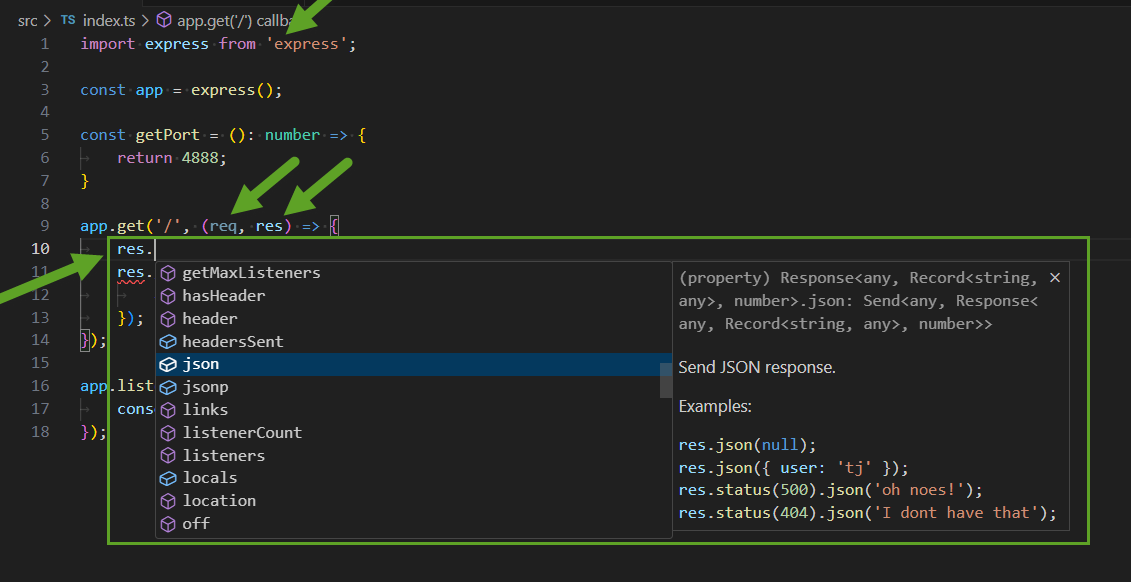 src > TS index.ts > app.get('/') callba
1 import express from 'express';
2
3 const app = express();
4
5 const getPort = (): number => {
6 return 4888;
7 }
8
9 app.get('/', (req, res) => {
10 res.
11 res.
12
13 });
14 });
15
16 app.list
17 cons
18 });
getMaxListeners
hasHeader
header
headersSent
json
jsonp
links
listenerCount
listeners
locals
location
off
(property) Response<any, Record<string,
any>, number>.json: Send<any, Response<
any, Record<string, any>, number>>
Send JSON response.
Examples:
res.json(null);
res.json({ user: 'tj' });
res.status(500).json('oh noes!');
res.status(404).json('I dont have that');